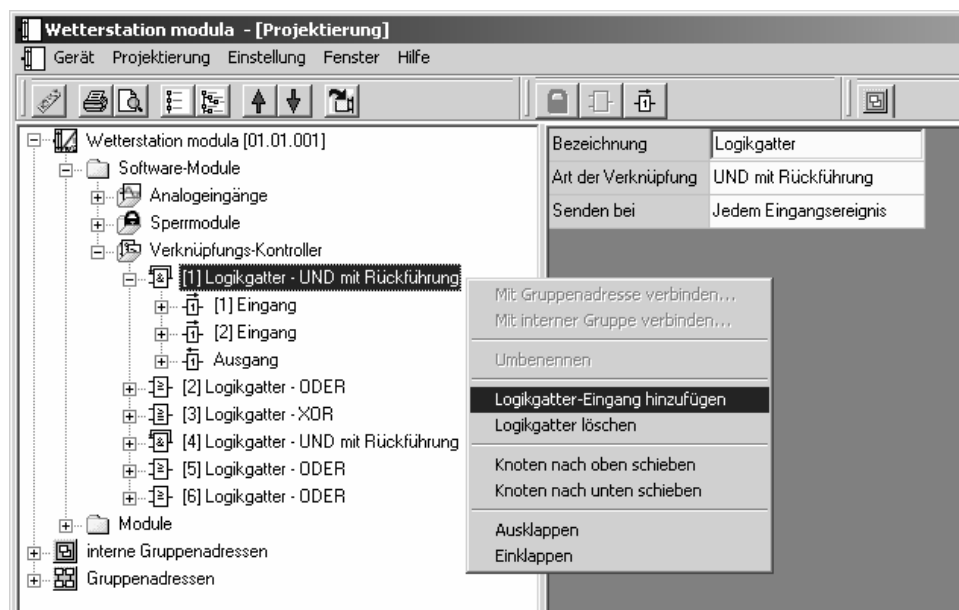 Wetterstation modula - [Projektierung]
Gerät Projektierung Einstellung Fenster Hilfe
Wetterstation modula [01.01.001]
Software-Module
Analogeingänge
Sperrmodule
Verknüpfungs-Kontroller
[1] Logikgatter - UND mit Rückführung
[1] Eingang
[2] Eingang
Ausgang
[2] Logikgatter - ODER
[3] Logikgatter - XOR
[4] Logikgatter - UND mit Rückführung
[5] Logikgatter - ODER
[6] Logikgatter - ODER
Module
interne Gruppenadressen
Gruppenadressen
Bezeichnung Logikgatter
Art der Verknüpfung UND mit Rückführung
Senden bei Jedem Eingangsereignis
Mit Gruppenadresse verbinden...
Mit interner Gruppe verbinden...
Umbenennen
Logikgatter-Eingang hinzufügen
Logikgatter löschen
Knoten nach oben schieben
Knoten nach unten schieben
Ausklappen
Einklappen